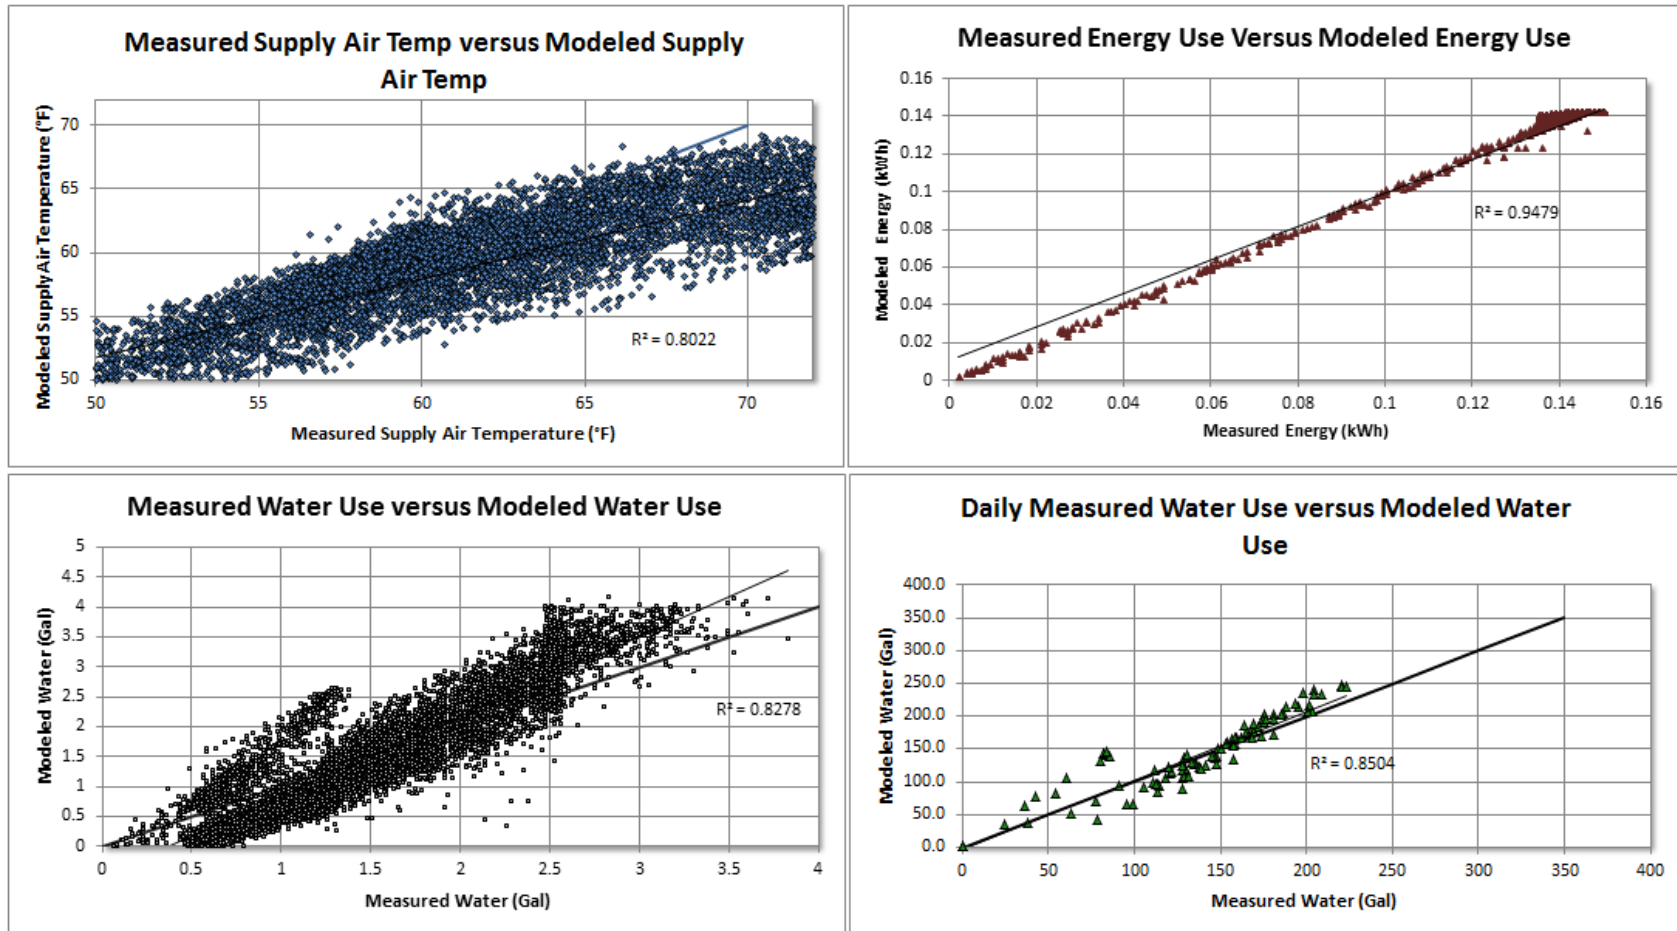 Measured Supply Air Temp versus Modeled Supply
Air Temp
Modeled Supply Air Temperature (°F)
70
65
60
55
50
R² = 0.8022
50 55 60 65 70
Measured Supply Air Temperature (°F)
Measured Energy Use Versus Modeled Energy Use
Modeled Energy (kWh)
0.16
0.14
0.12
0.1
0.08
0.06
0.04
0.02
0
R² = 0.9479
0 0.02 0.04 0.06 0.08 0.1 0.12 0.14 0.16
Measured Energy (kWh)
Measured Water Use versus Modeled Water Use
Modeled Water (Gal)
5
4.5
4
3.5
3
2.5
2
1.5
1
0.5
0
R² = 0.8278
0 0.5 1 1.5 2 2.5 3 3.5 4
Measured Water (Gal)
Daily Measured Water Use versus Modeled Water
Use
Modeled Water (Gal)
400.0
350.0
300.0
250.0
200.0
150.0
100.0
50.0
0.0
R² = 0.8504
0 50 100 150 200 250 300 350 400
Measured Water (Gal)